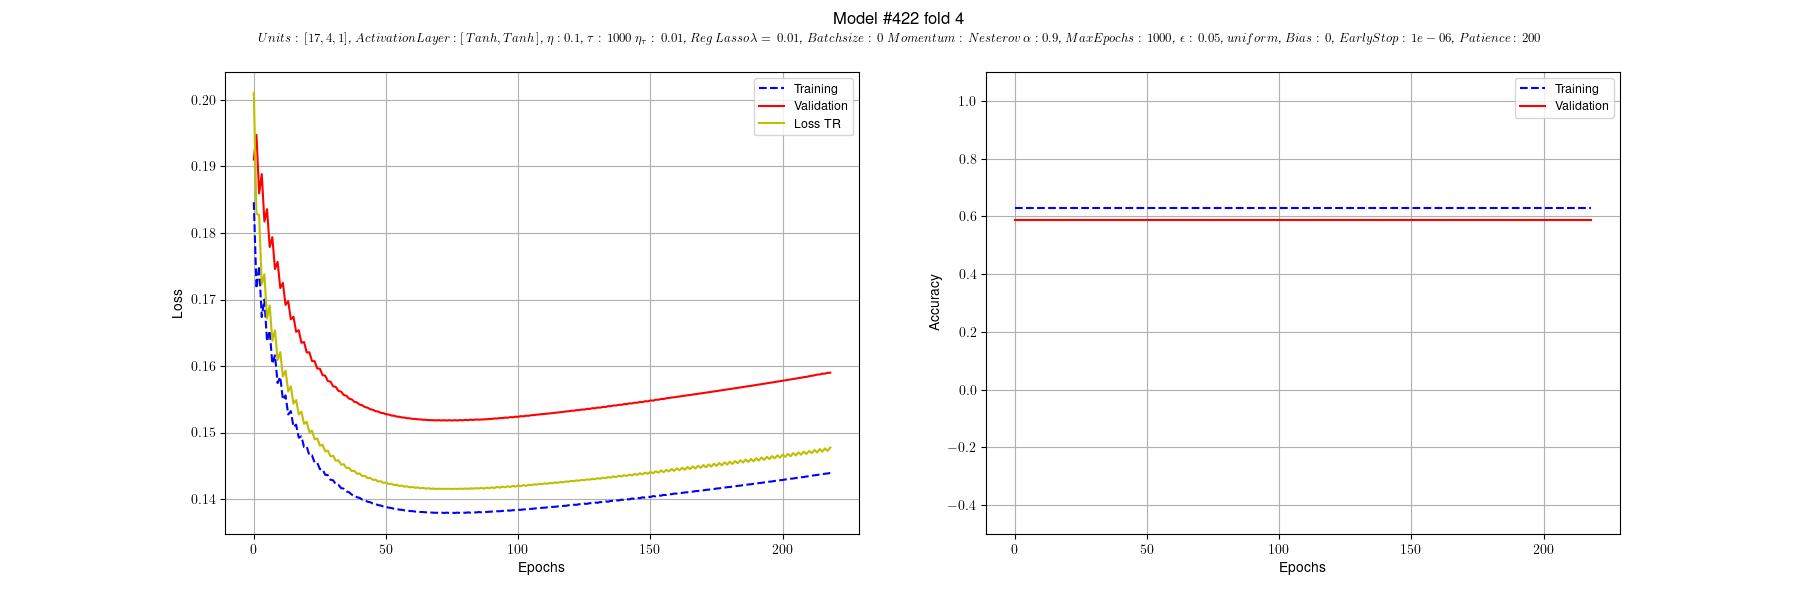 Model #422 fold 4
Units : [17, 4, 1], ActivationLayer : [Tanh, Tanh], η : 0.1, τ : 1000 ητ : 0.01, Reg Lassoλ = 0.01, Batchsize : 0 Momentum : Nesterov α : 0.9, MaxEpochs : 1000, ϵ : 0.05, uniform, Bias : 0, EarlyStop : 1e − 06, Patience : 200
Training
Validation
Loss TR
0.20
0.19
0.18
0.17
0.16
0.15
0.14
Loss
0 50 100 150 200
Epochs
Training
Validation
1.0
0.8
0.6
0.4
0.2
0.0
−0.2
−0.4
Accuracy
0 50 100 150 200
Epochs